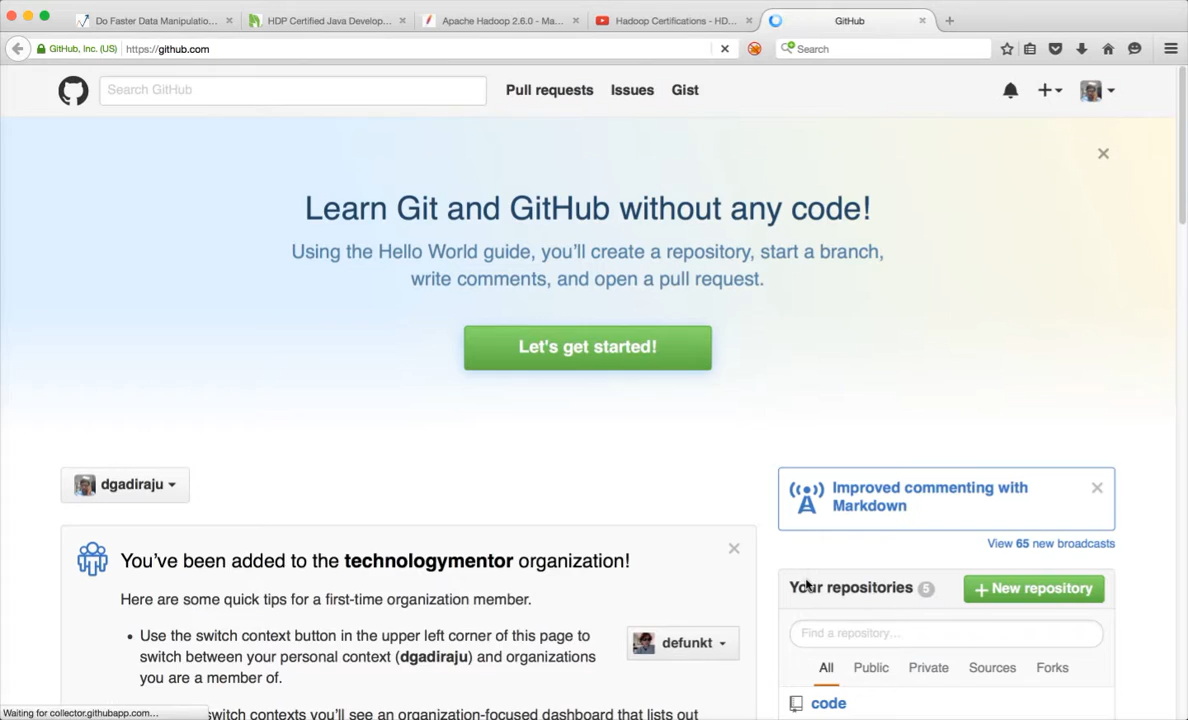 Do Faster Data Manipulatio...
HDP Certified Java Develop...
Apache Hadoop 2.6.0 - Ma...
Hadoop Certifications - HD...
GitHub
GitHub, Inc. (US)
https://github.com
Search
Search GitHub
Pull requests
Issues
Gist
Learn Git and GitHub without any code!
Using the Hello World guide, you'll create a repository, start a branch,
write comments, and open a pull request.
Let's get started!
dgadiraju
Improved commenting with
Markdown
View 65 new broadcasts
You've been added to the technologymentor organization!
Here are some quick tips for a first-time organization member.
• Use the switch context button in the upper left corner of this page to
switch between your personal context (dgadiraju) and organizations
you are a member of.
defunkt
switch contexts you'll see an organization-focused dashboard that lists out
Your repositories 5
+ New repository
Find a repository...
All
Public
Private
Sources
Forks
code
Waiting for collector.githubapp.com...